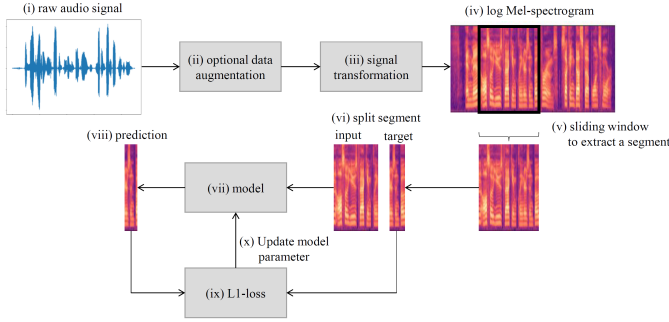 (i) raw audio signal
(ii) optional data
augmentation
(iii) signal
transformation
(iv) log Mel-spectrogram
(v) sliding window
to extract a segment
(vi) split segment
input
target
(vii) model
(viii) prediction
(x) Update model
parameter
(ix) L1-loss